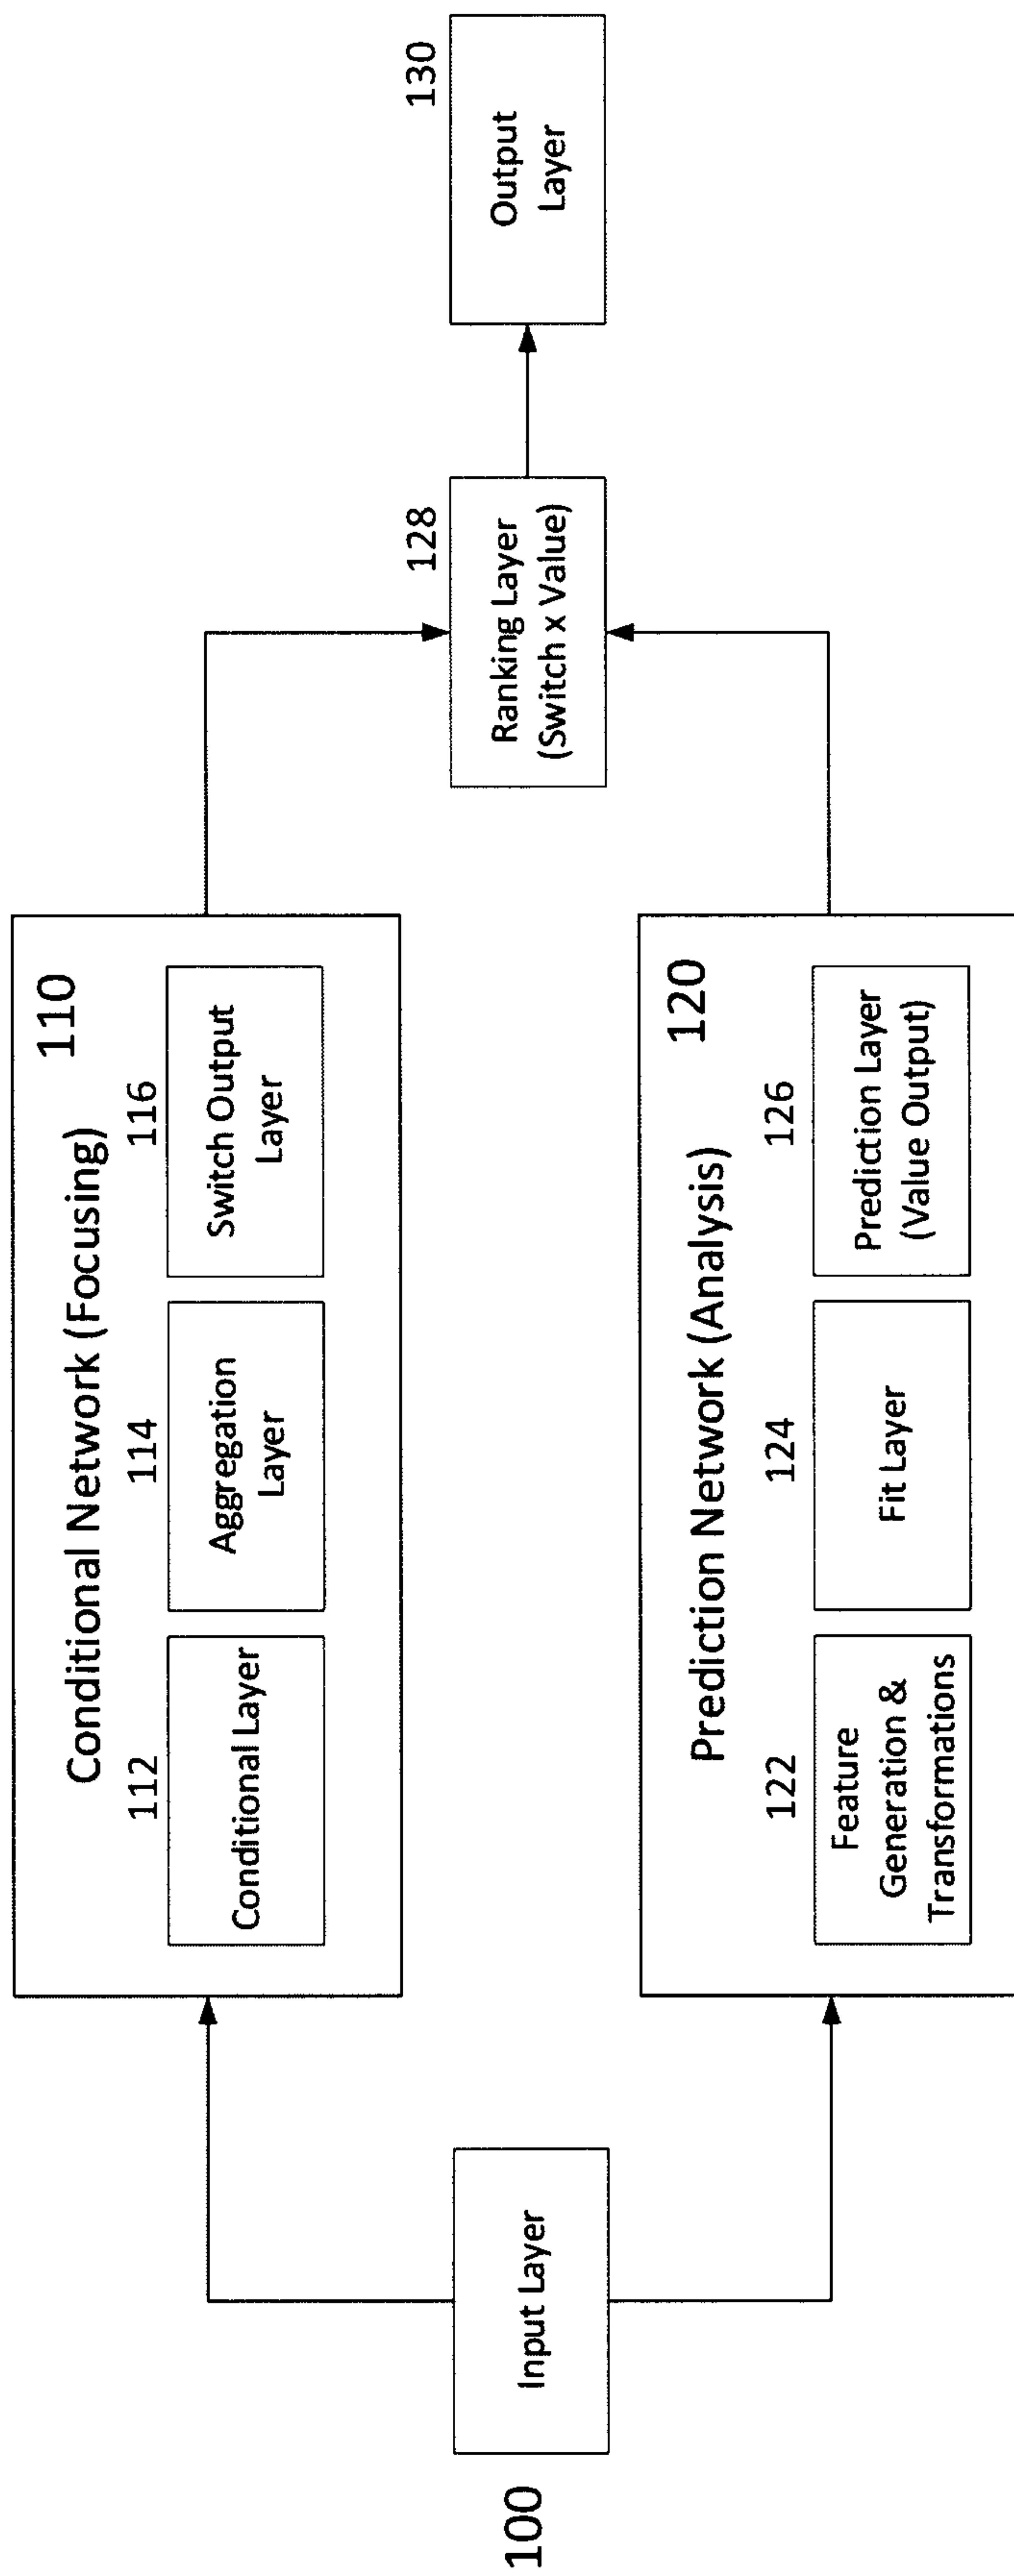 100
Input Layer
Conditional Network (Focusing)
110
112
Conditional Layer
114
Aggregation
Layer
116
Switch Output
Layer
Prediction Network (Analysis)
120
122
Feature
Generation &
Transformations
124
Fit Layer
126
Prediction Layer
(Value Output)
128
Ranking Layer
(Switch x Value)
130
Output
Layer